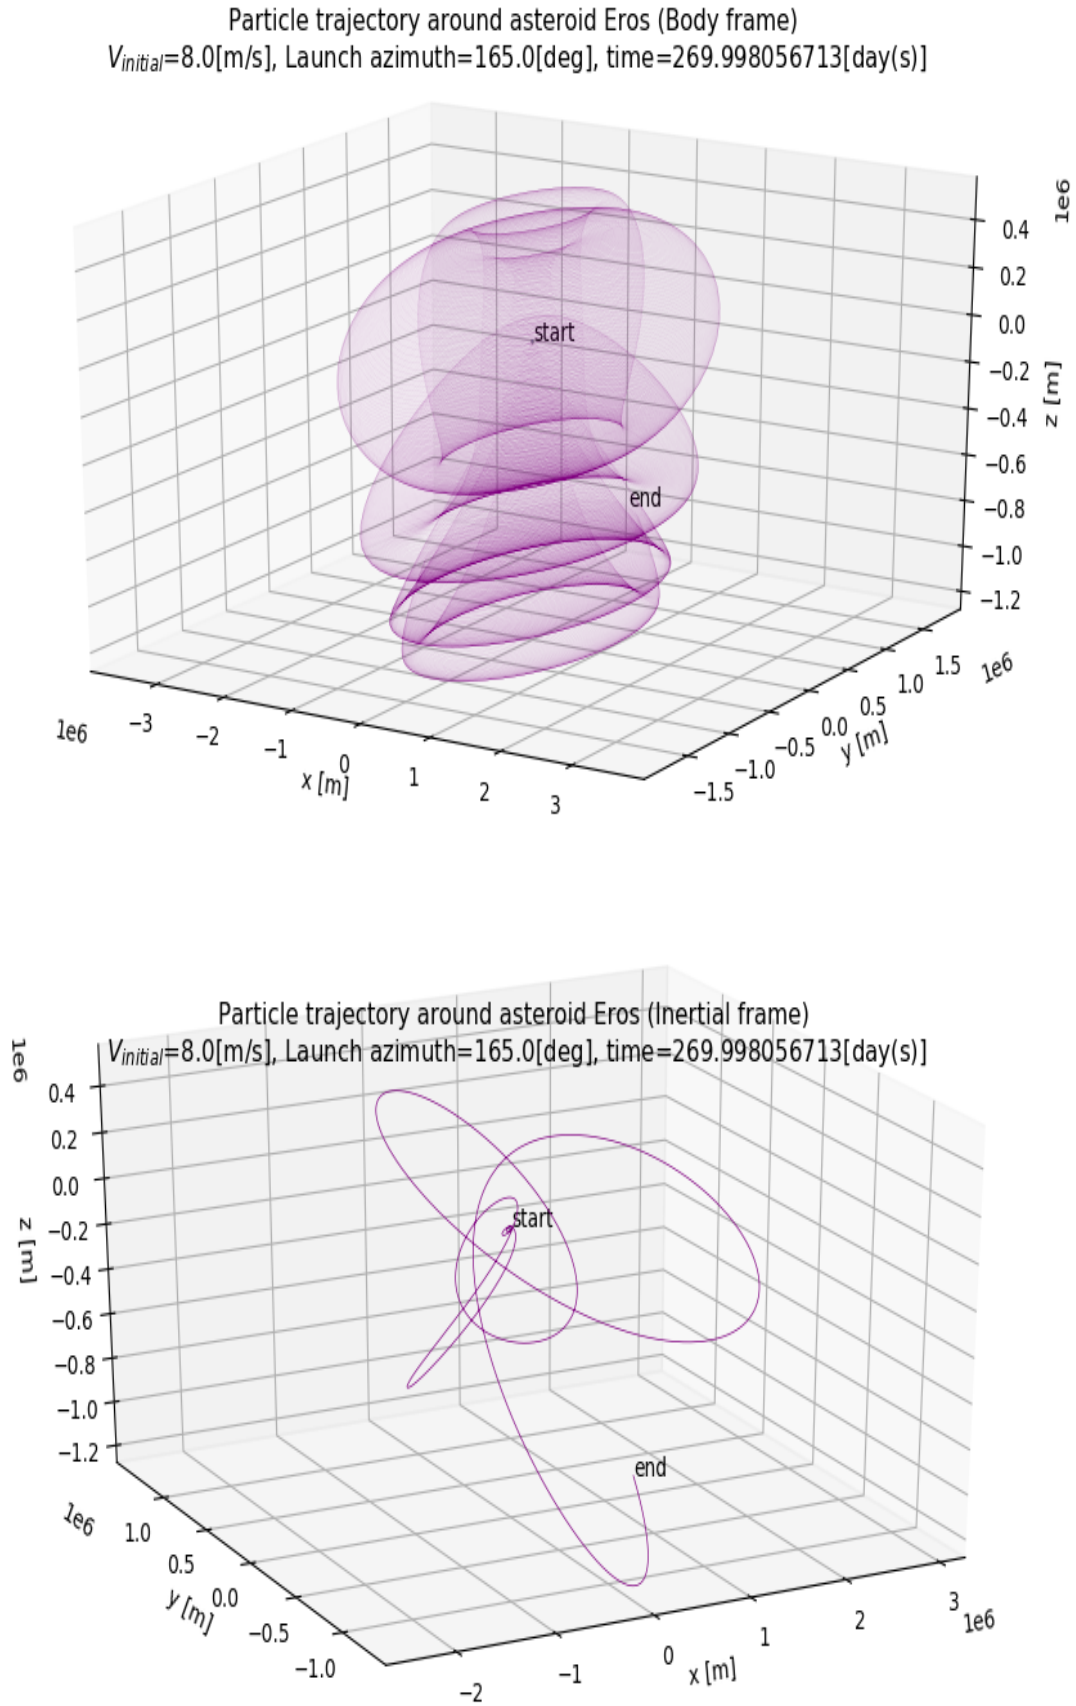 Particle trajectory around asteroid Eros (Body frame)
V_initial=8.0[m/s], Launch azimuth=165.0[deg], time=269.998056713[day(s)]
1e6
0.4
0.2
0.0
−0.2
−0.4
−0.6
−0.8
−1.0
−1.2
z [m]
start
end
1e6
−3
−2
−1
0
1
2
3
x [m]
−1.5
−1.0
−0.5
0.0
0.5
1.0
1.5
1e6
y [m]
Particle trajectory around asteroid Eros (Inertial frame)
V_initial=8.0[m/s], Launch azimuth=165.0[deg], time=269.998056713[day(s)]
1e6
0.4
0.2
0.0
−0.2
−0.4
−0.6
−0.8
−1.0
−1.2
z [m]
start
end
1e6
1.0
0.5
0.0
−0.5
−1.0
y [m]
−2
−1
0
1
2
3
1e6
x [m]